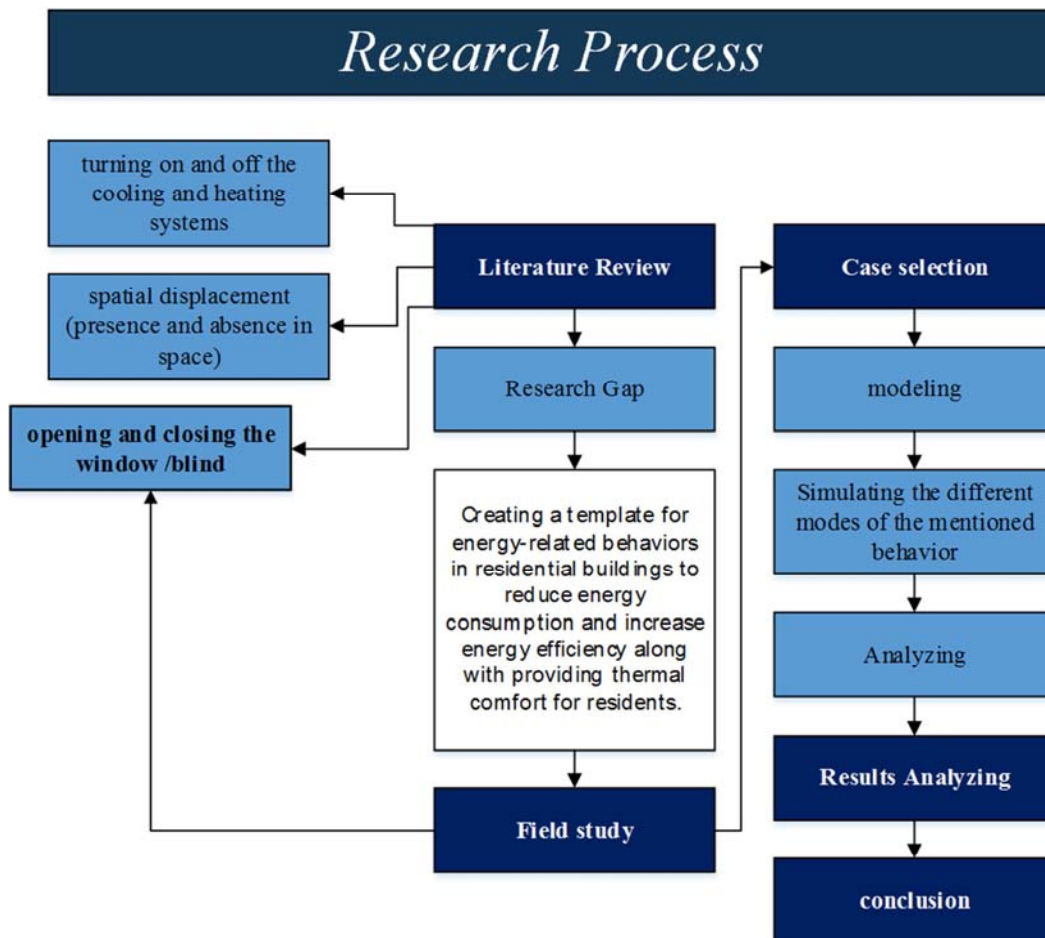 Research Process
turning on and off the
cooling and heating
systems
spatial displacement
(presence and absence in
space)
opening and closing the
window /blind
Literature Review
Research Gap
Creating a template for
energy-related behaviors
in residential buildings to
reduce energy
consumption and increase
energy efficiency along
with providing thermal
comfort for residents.
Field study
Case selection
modeling
Simulating the different
modes of the mentioned
behavior
Analyzing
Results Analyzing
conclusion